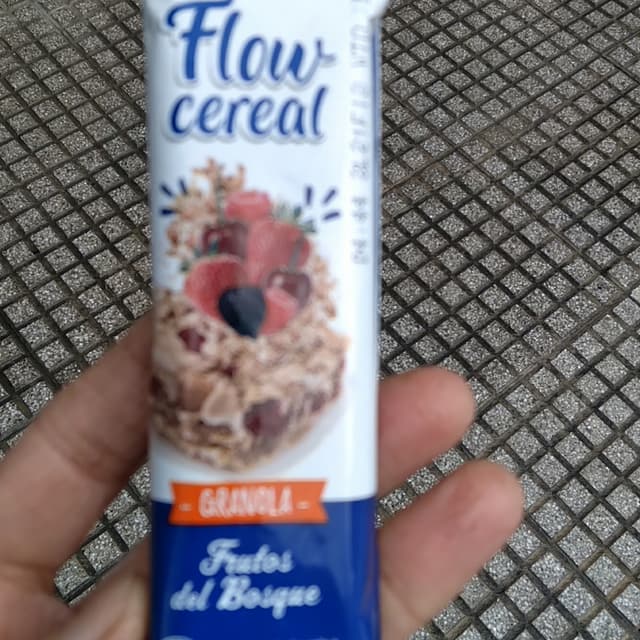 Flow
cereal
GRANOLA
Frutos
del Bosque